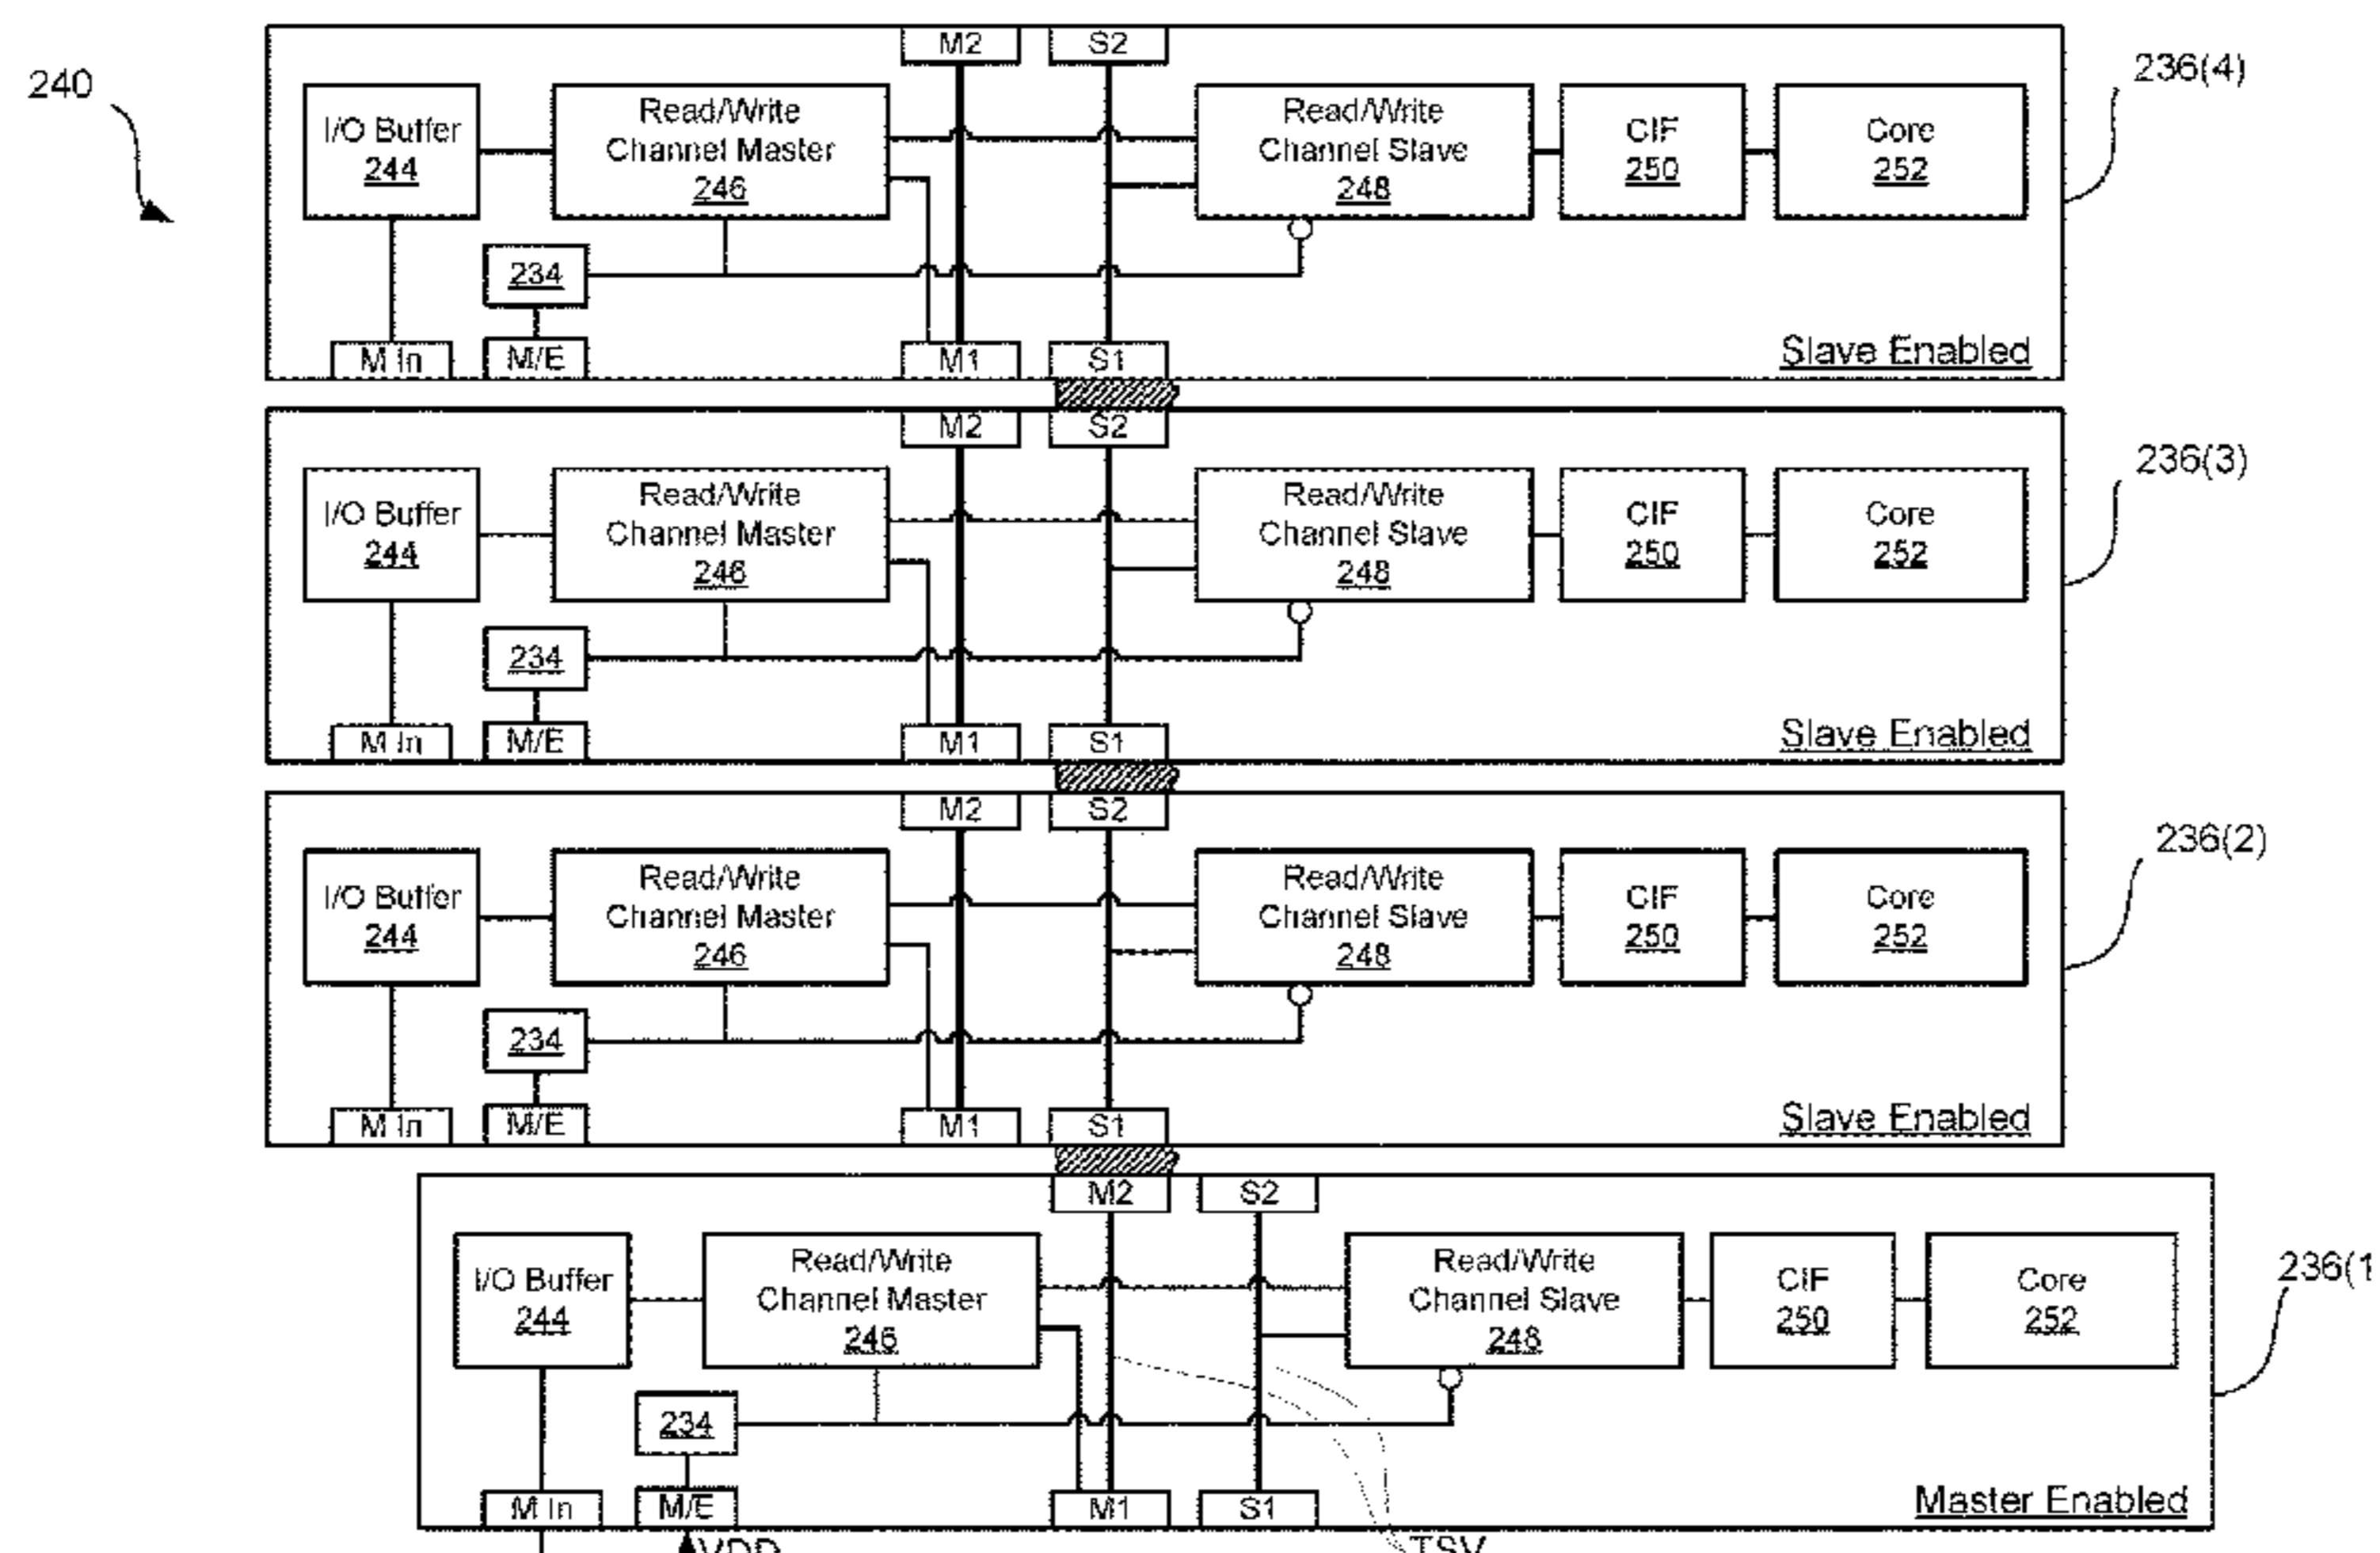 M2 S2
240
236(4)
I/O Buffer
244
Read/Write
Channel Master
246
Read/Write
Channel Slave
248
CIF
250
Core
252
234
M In M/E M1 S1
Slave Enabled
M2 S2
236(3)
I/O Buffer
244
Read/Write
Channel Master
246
Read/Write
Channel Slave
248
CIF
250
Core
252
234
M In M/E M1 S1
Slave Enabled
M2 S2
236(2)
I/O Buffer
244
Read/Write
Channel Master
246
Read/Write
Channel Slave
248
CIF
250
Core
252
234
M In M/E M1 S1
Slave Enabled
M2 S2
236(1
I/O Buffer
244
Read/Write
Channel Master
246
Read/Write
Channel Slave
248
CIF
250
Core
252
234
M In M/E M1 S1
Master Enabled
VDD
TSV